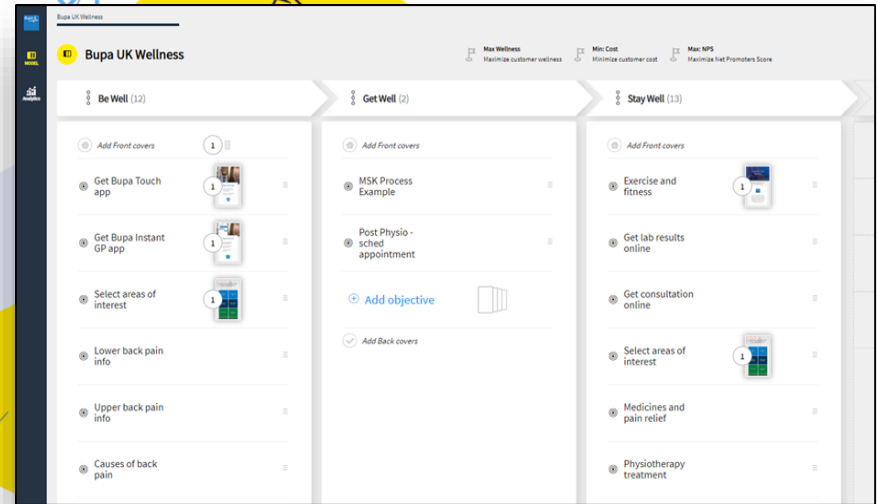 Bupa UK Wellness
MODEL
Analytics
Bupa UK Wellness
Max Wellness
Maximize customer wellness
Min: Cost
Minimize customer cost
Max: NPS
Maximize Net Promoters Score
Be Well (12)
Add Front covers
1
Get Bupa Touch
app
1
Get Bupa Instant
GP app
1
Select areas of
interest
1
Lower back pain
info
Upper back pain
info
Causes of back
pain
Get Well (2)
Add Front covers
MSK Process
Example
Post Physio -
sched
appointment
Add objective
Add Back covers
Stay Well (13)
Add Front covers
Exercise and
fitness
1
Get lab results
online
Get consultation
online
Select areas of
interest
1
Medicines and
pain relief
Physiotherapy
treatment